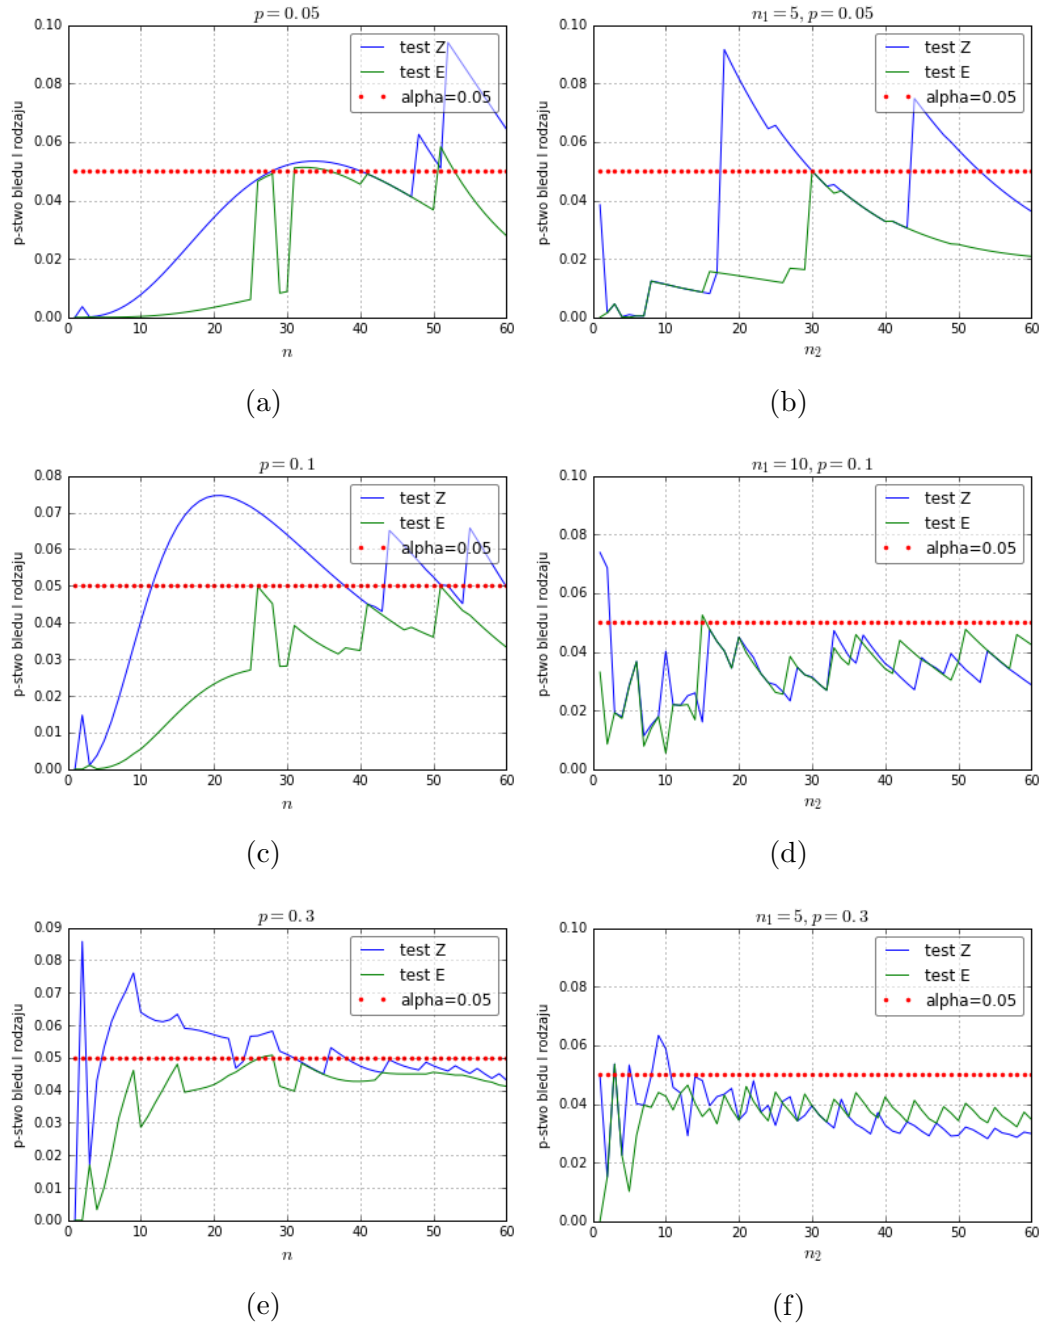 p = 0.05
0.10
0.08
0.06
0.04
0.02
0.00
p-stwo bledu I rodzaju
test Z
test E
alpha=0.05
0 10 20 30 40 50 60
n
(a)
n₁ = 5, p = 0.05
0.10
0.08
0.06
0.04
0.02
0.00
p-stwo bledu I rodzaju
test Z
test E
alpha=0.05
0 10 20 30 40 50 60
n₂
(b)
p = 0.1
0.08
0.07
0.06
0.05
0.04
0.03
0.02
0.01
0.00
p-stwo bledu I rodzaju
test Z
test E
alpha=0.05
0 10 20 30 40 50 60
n
(c)
n₁ = 10, p = 0.1
0.10
0.08
0.06
0.04
0.02
0.00
p-stwo bledu I rodzaju
test Z
test E
alpha=0.05
0 10 20 30 40 50 60
n₂
(d)
p = 0.3
0.09
0.08
0.07
0.06
0.05
0.04
0.03
0.02
0.01
0.00
p-stwo bledu I rodzaju
test Z
test E
alpha=0.05
0 10 20 30 40 50 60
n
(e)
n₁ = 5, p = 0.3
0.10
0.08
0.06
0.04
0.02
0.00
p-stwo bledu I rodzaju
test Z
test E
alpha=0.05
0 10 20 30 40 50 60
n₂
(f)